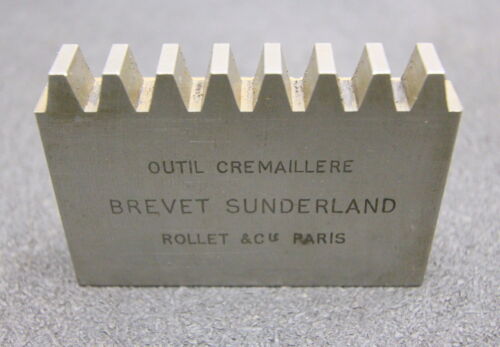 OUTIL CREMAILLERE
BREVET SUNDERLAND
ROLLET & Cie PARIS